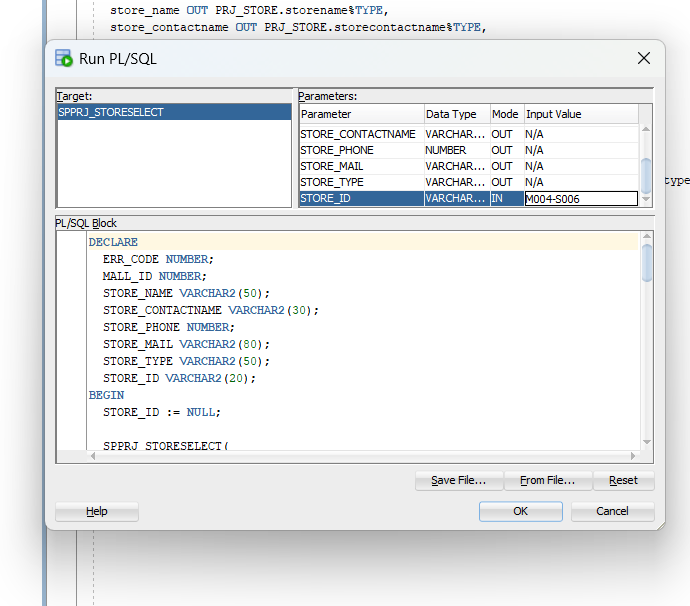 store_name OUT PRJ_STORE.storename%TYPE,
store_contactname OUT PRJ_STORE.storecontactname%TYPE,
Run PL/SQL
Target:
SPPRJ_STORESELECT
Parameters:
Parameter Data Type Mode Input Value
STORE_CONTACTNAME VARCHAR... OUT N/A
STORE_PHONE NUMBER OUT N/A
STORE_MAIL VARCHAR... OUT N/A
STORE_TYPE VARCHAR... OUT N/A
STORE_ID VARCHAR... IN M004-S006
type
PL/SQL Block
DECLARE
ERR_CODE NUMBER;
MALL_ID NUMBER;
STORE_NAME VARCHAR2(50);
STORE_CONTACTNAME VARCHAR2(30);
STORE_PHONE NUMBER;
STORE_MAIL VARCHAR2(80);
STORE_TYPE VARCHAR2(50);
STORE_ID VARCHAR2(20);
BEGIN
STORE_ID := NULL;
SPPRJ_STORESELECT(
Save File... From File... Reset
Help OK Cancel